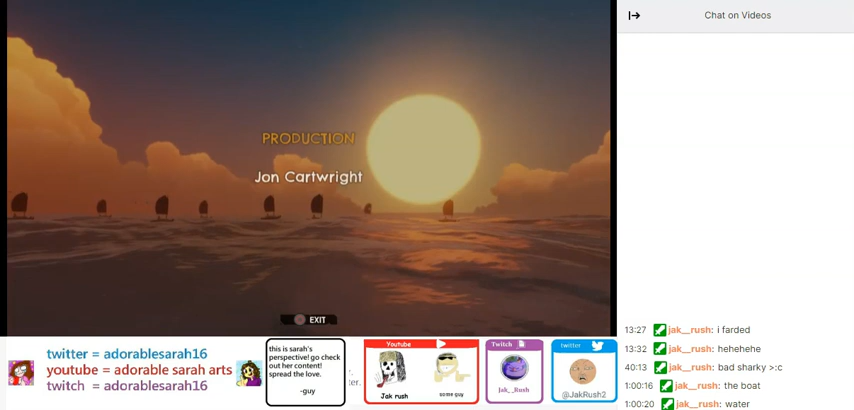 Chat on Videos
PRODUCTION
Jon Cartwright
EXIT
13:27 jak__rush: i farded
13:32 jak__rush: hehehehe
40:13 jak__rush: bad sharky >:c
1:00:16 jak__rush: the boat
1:00:20 jak__rush: water
twitter = adorablesarah16
youtube = adorable sarah arts
twitch = adorablesarah16
this is sarah's
perspective! go check
out her content!
spread the love.
-guy
ter.
Youtube
Jak rush
some guy
Twitch
Jak__Rush
twitter
@JakRush2